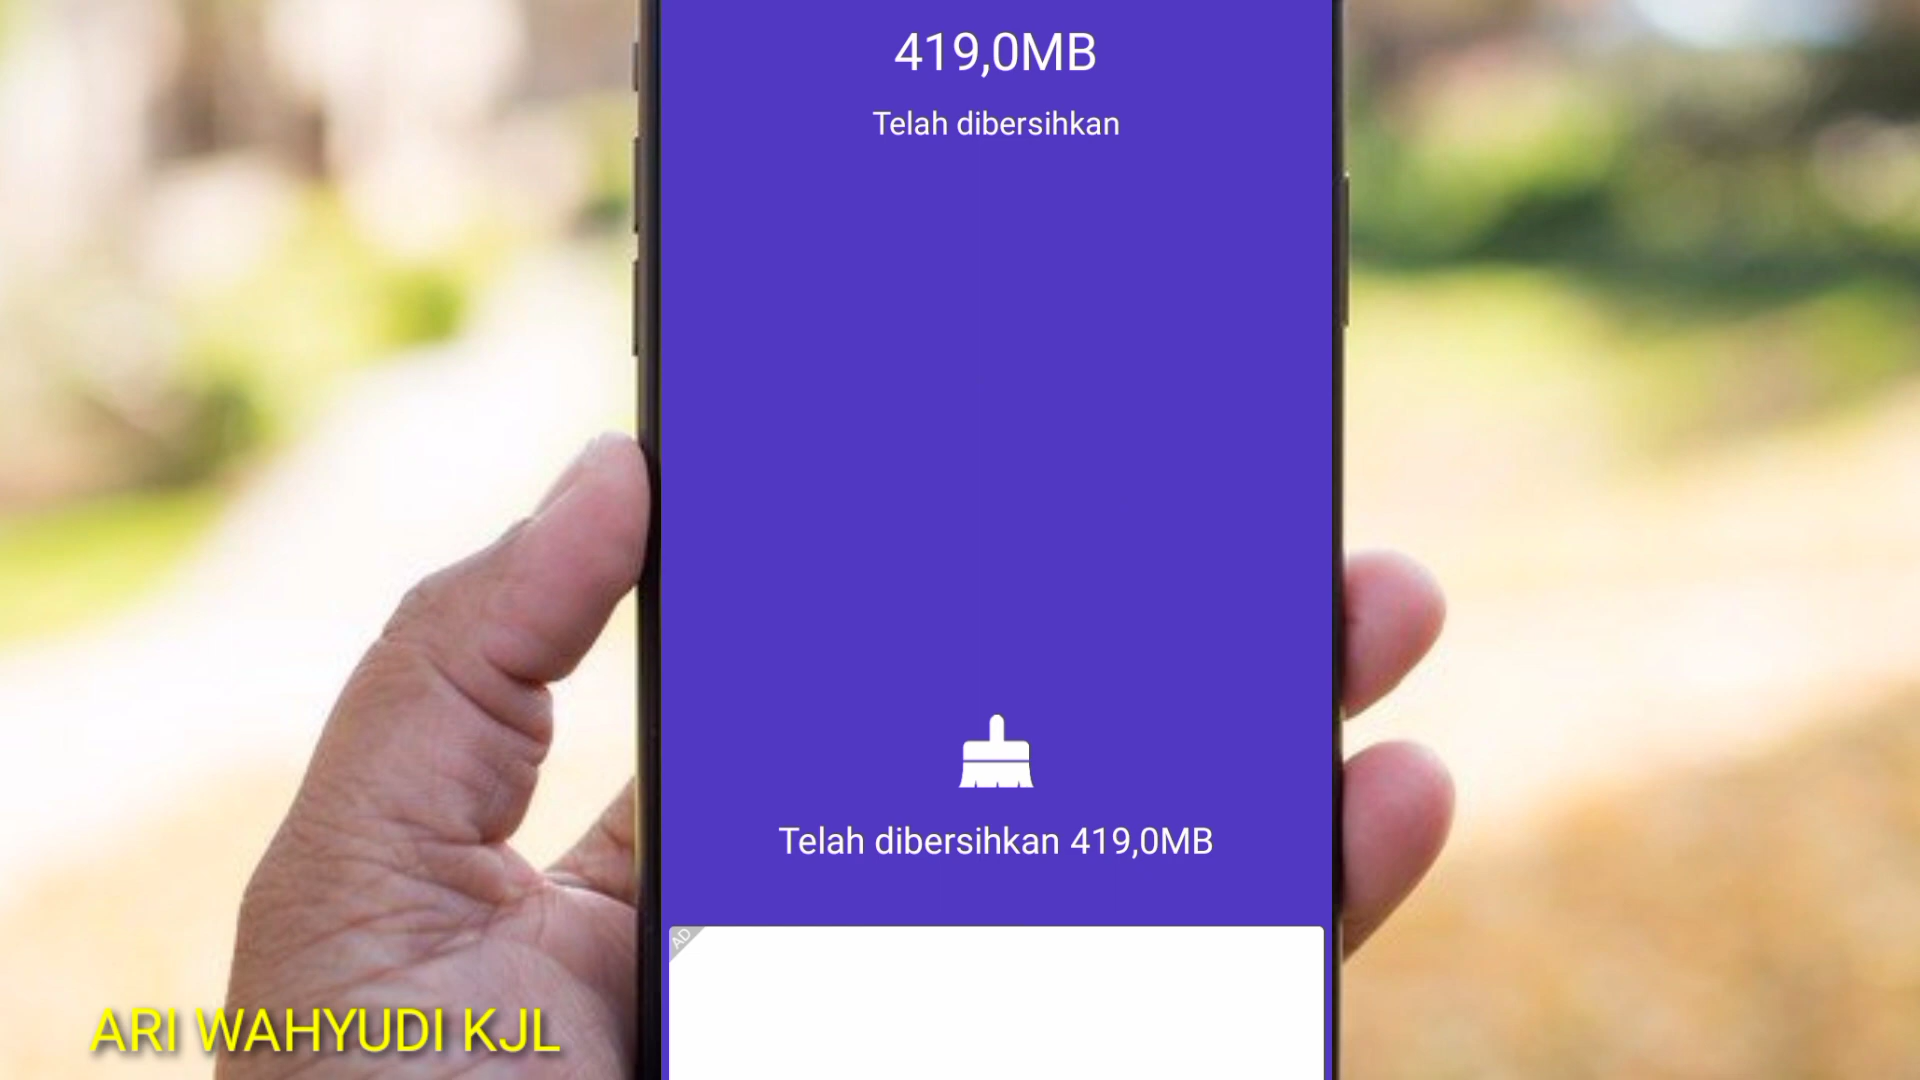 419,0MB
Telah dibersihkan
Telah dibersihkan 419,0MB
AD
ARI WAHYUDI KJL